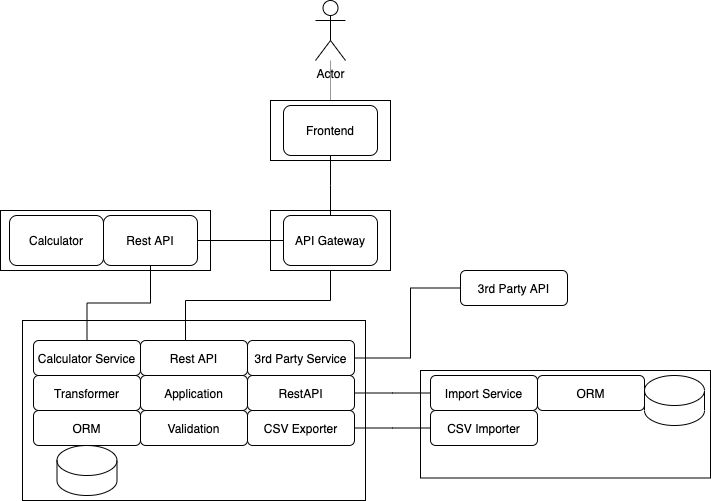 Actor
Frontend
Calculator
Rest API
API Gateway
3rd Party API
Calculator Service
Rest API
3rd Party Service
Transformer
Application
RestAPI
Import Service
ORM
ORM
Validation
CSV Exporter
CSV Importer